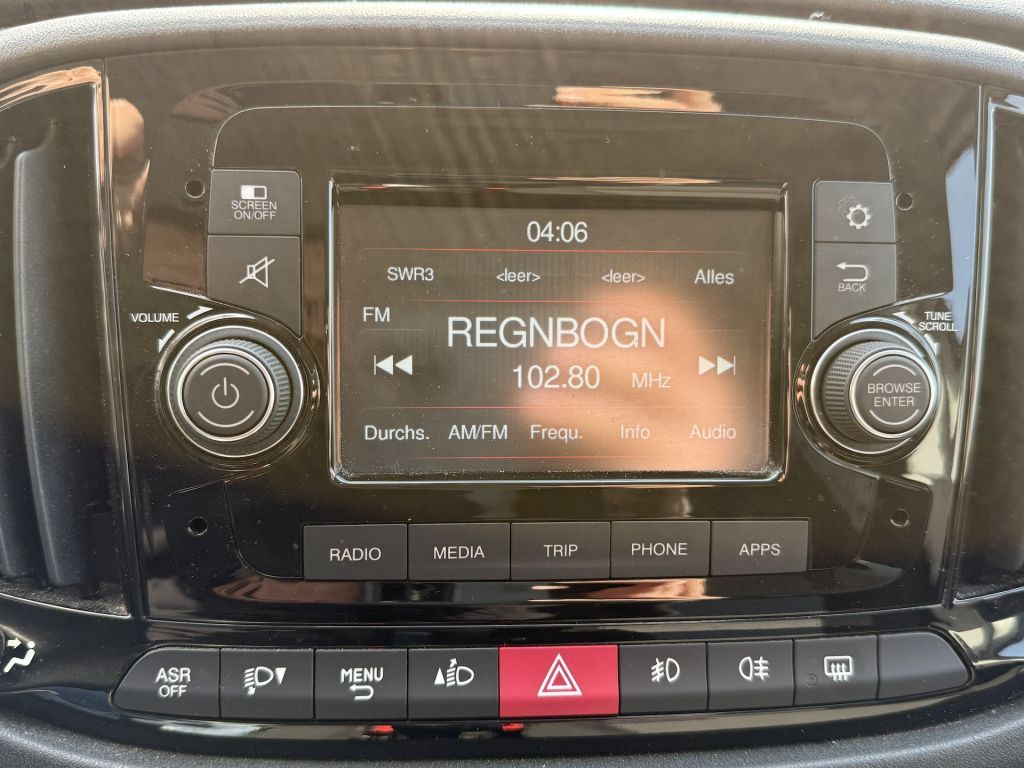 SCREEN
ON/OFF
VOLUME
04:06
SWR3 <leer> <leer> Alles
FM
REGNBOGN
102.80 MHz
Durchs. AM/FM Frequ. Info Audio
BACK
TUNE
SCROLL
BROWSE
ENTER
RADIO MEDIA TRIP PHONE APPS
ASR
OFF
MENU